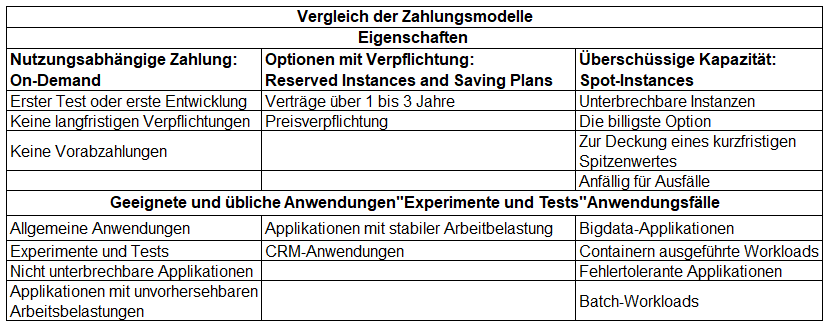 Vergleich der Zahlungsmodelle
Eigenschaften
Nutzungsabhängige Zahlung:
On-Demand
Optionen mit Verpflichtung:
Reserved Instances and Saving Plans
Überschüssige Kapazität:
Spot-Instances
Erster Test oder erste Entwicklung
Verträge über 1 bis 3 Jahre
Unterbrechbare Instanzen
Keine langfristigen Verpflichtungen
Preisverpflichtung
Die billigste Option
Keine Vorabzahlungen
Zur Deckung eines kurzfristigen
Spitzenwertes
Anfällig für Ausfälle
Geeignete und übliche Anwendungen"Experimente und Tests"Anwendungsfälle
Allgemeine Anwendungen
Applikationen mit stabiler Arbeitbelastung
Bigdata-Applikationen
Experimente und Tests
CRM-Anwendungen
Containern ausgeführte Workloads
Nicht unterbrechbare Applikationen
Fehlertolerante Applikationen
Applikationen mit unvorhersehbaren
Arbeitsbelastungen
Batch-Workloads